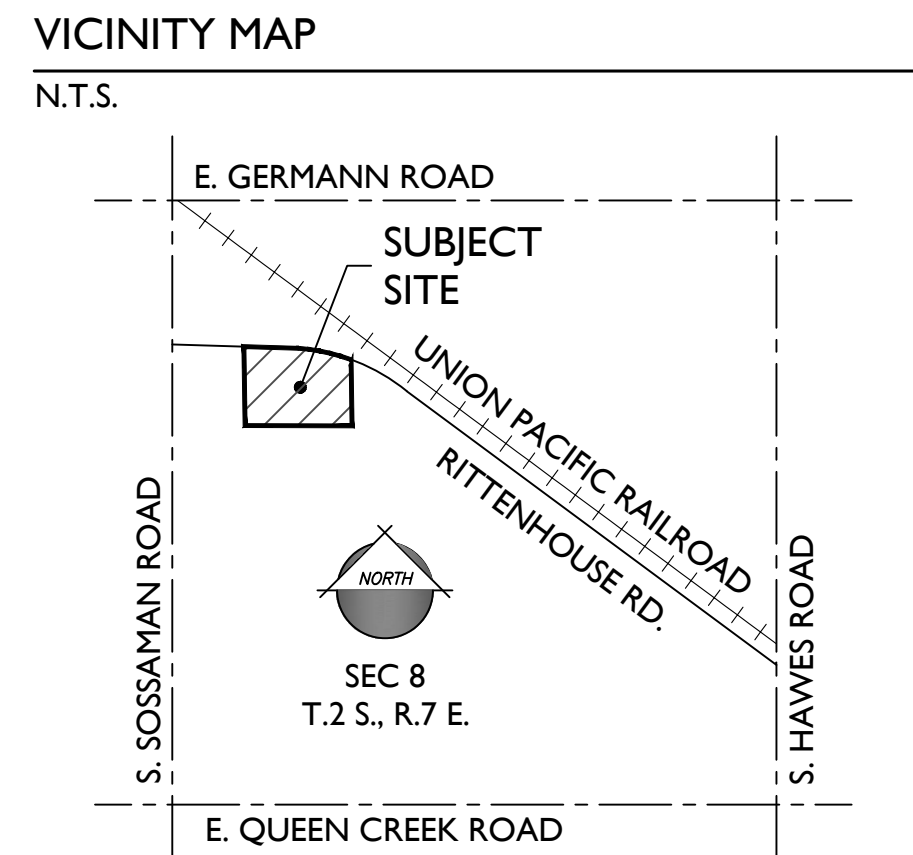 VICINITY MAP
N.T.S.
E. GERMANN ROAD
SUBJECT
SITE
UNION PACIFIC RAILROAD
RITTENHOUSE RD.
S. SOSSAMAN ROAD
NORTH
S. HAWES ROAD
SEC 8
T.2 S., R.7 E.
E. QUEEN CREEK ROAD